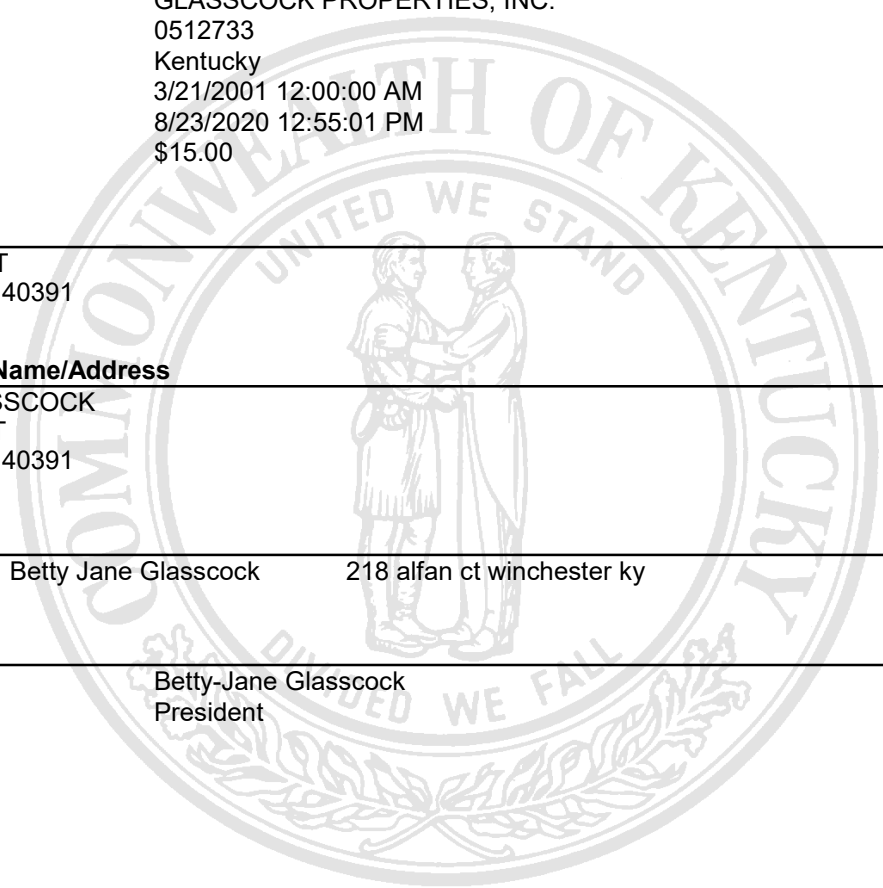 GLASSCOCK PROPERTIES, INC.
0512733
Kentucky
3/21/2001 12:00:00 AM
8/23/2020 12:55:01 PM
$15.00
COMMONWEALTH OF KENTUCKY
UNITED WE STAND
T
40391
Name/Address
SSCOCK
T
40391
Betty Jane Glasscock 218 alfan ct winchester ky
DIVIDED WE FALL
Betty-Jane Glasscock
President